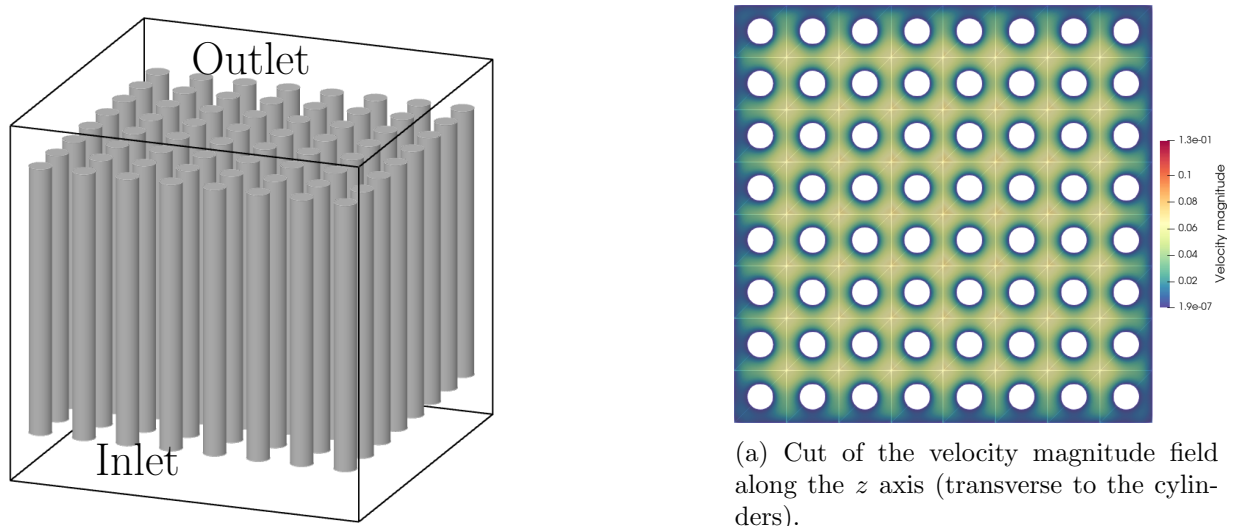 Outlet
Inlet
1.3e-01
0.1
0.08
0.06
0.04
0.02
1.9e-07
Velocity magnitude
(a) Cut of the velocity magnitude field
along the z axis (transverse to the cylin-
ders).